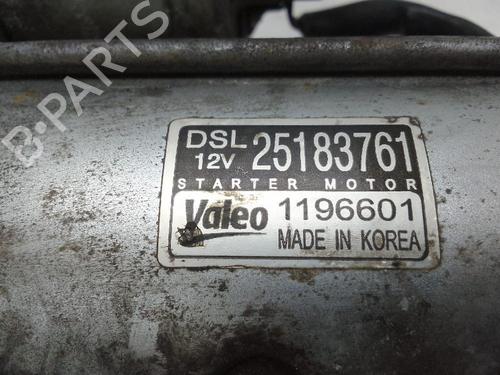 B-PARTS
DSL 12V 25183761
STARTER MOTOR
Valeo 1196601
MADE IN KOREA